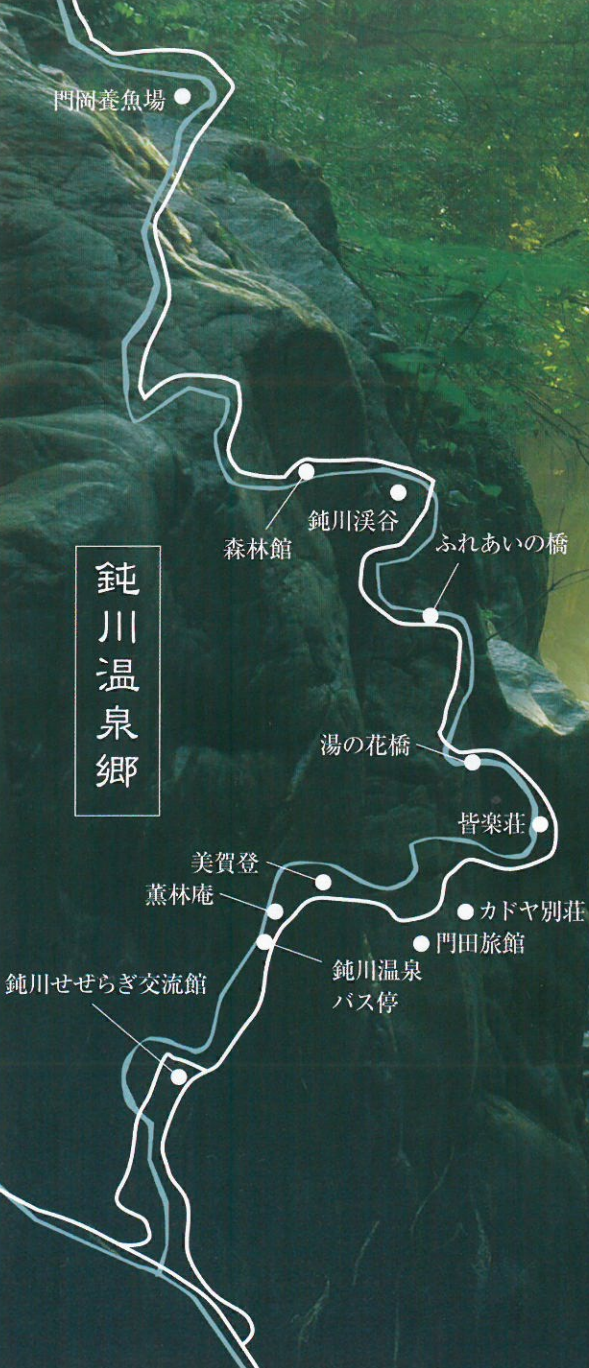 門岡養魚場
鈍川渓谷
森林館
ふれあいの橋
鈍川温泉郷
湯の花橋
皆楽荘
美賀登
薫林庵
カドヤ別荘
門田旅館
鈍川温泉
バス停
鈍川せせらぎ交流館